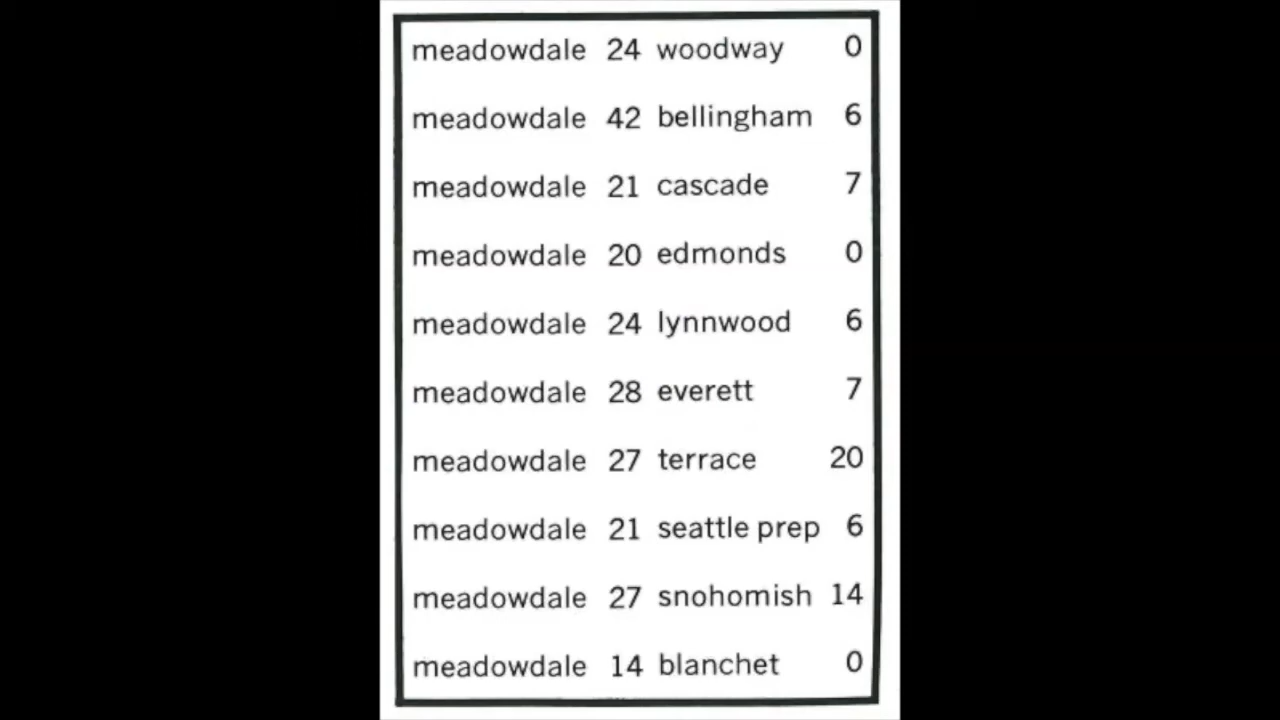 meadowdale 24 woodway 0
meadowdale 42 bellingham 6
meadowdale 21 cascade 7
meadowdale 20 edmonds 0
meadowdale 24 lynnwood 6
meadowdale 28 everett 7
meadowdale 27 terrace 20
meadowdale 21 seattle prep 6
meadowdale 27 snohomish 14
meadowdale 14 blanchet 0